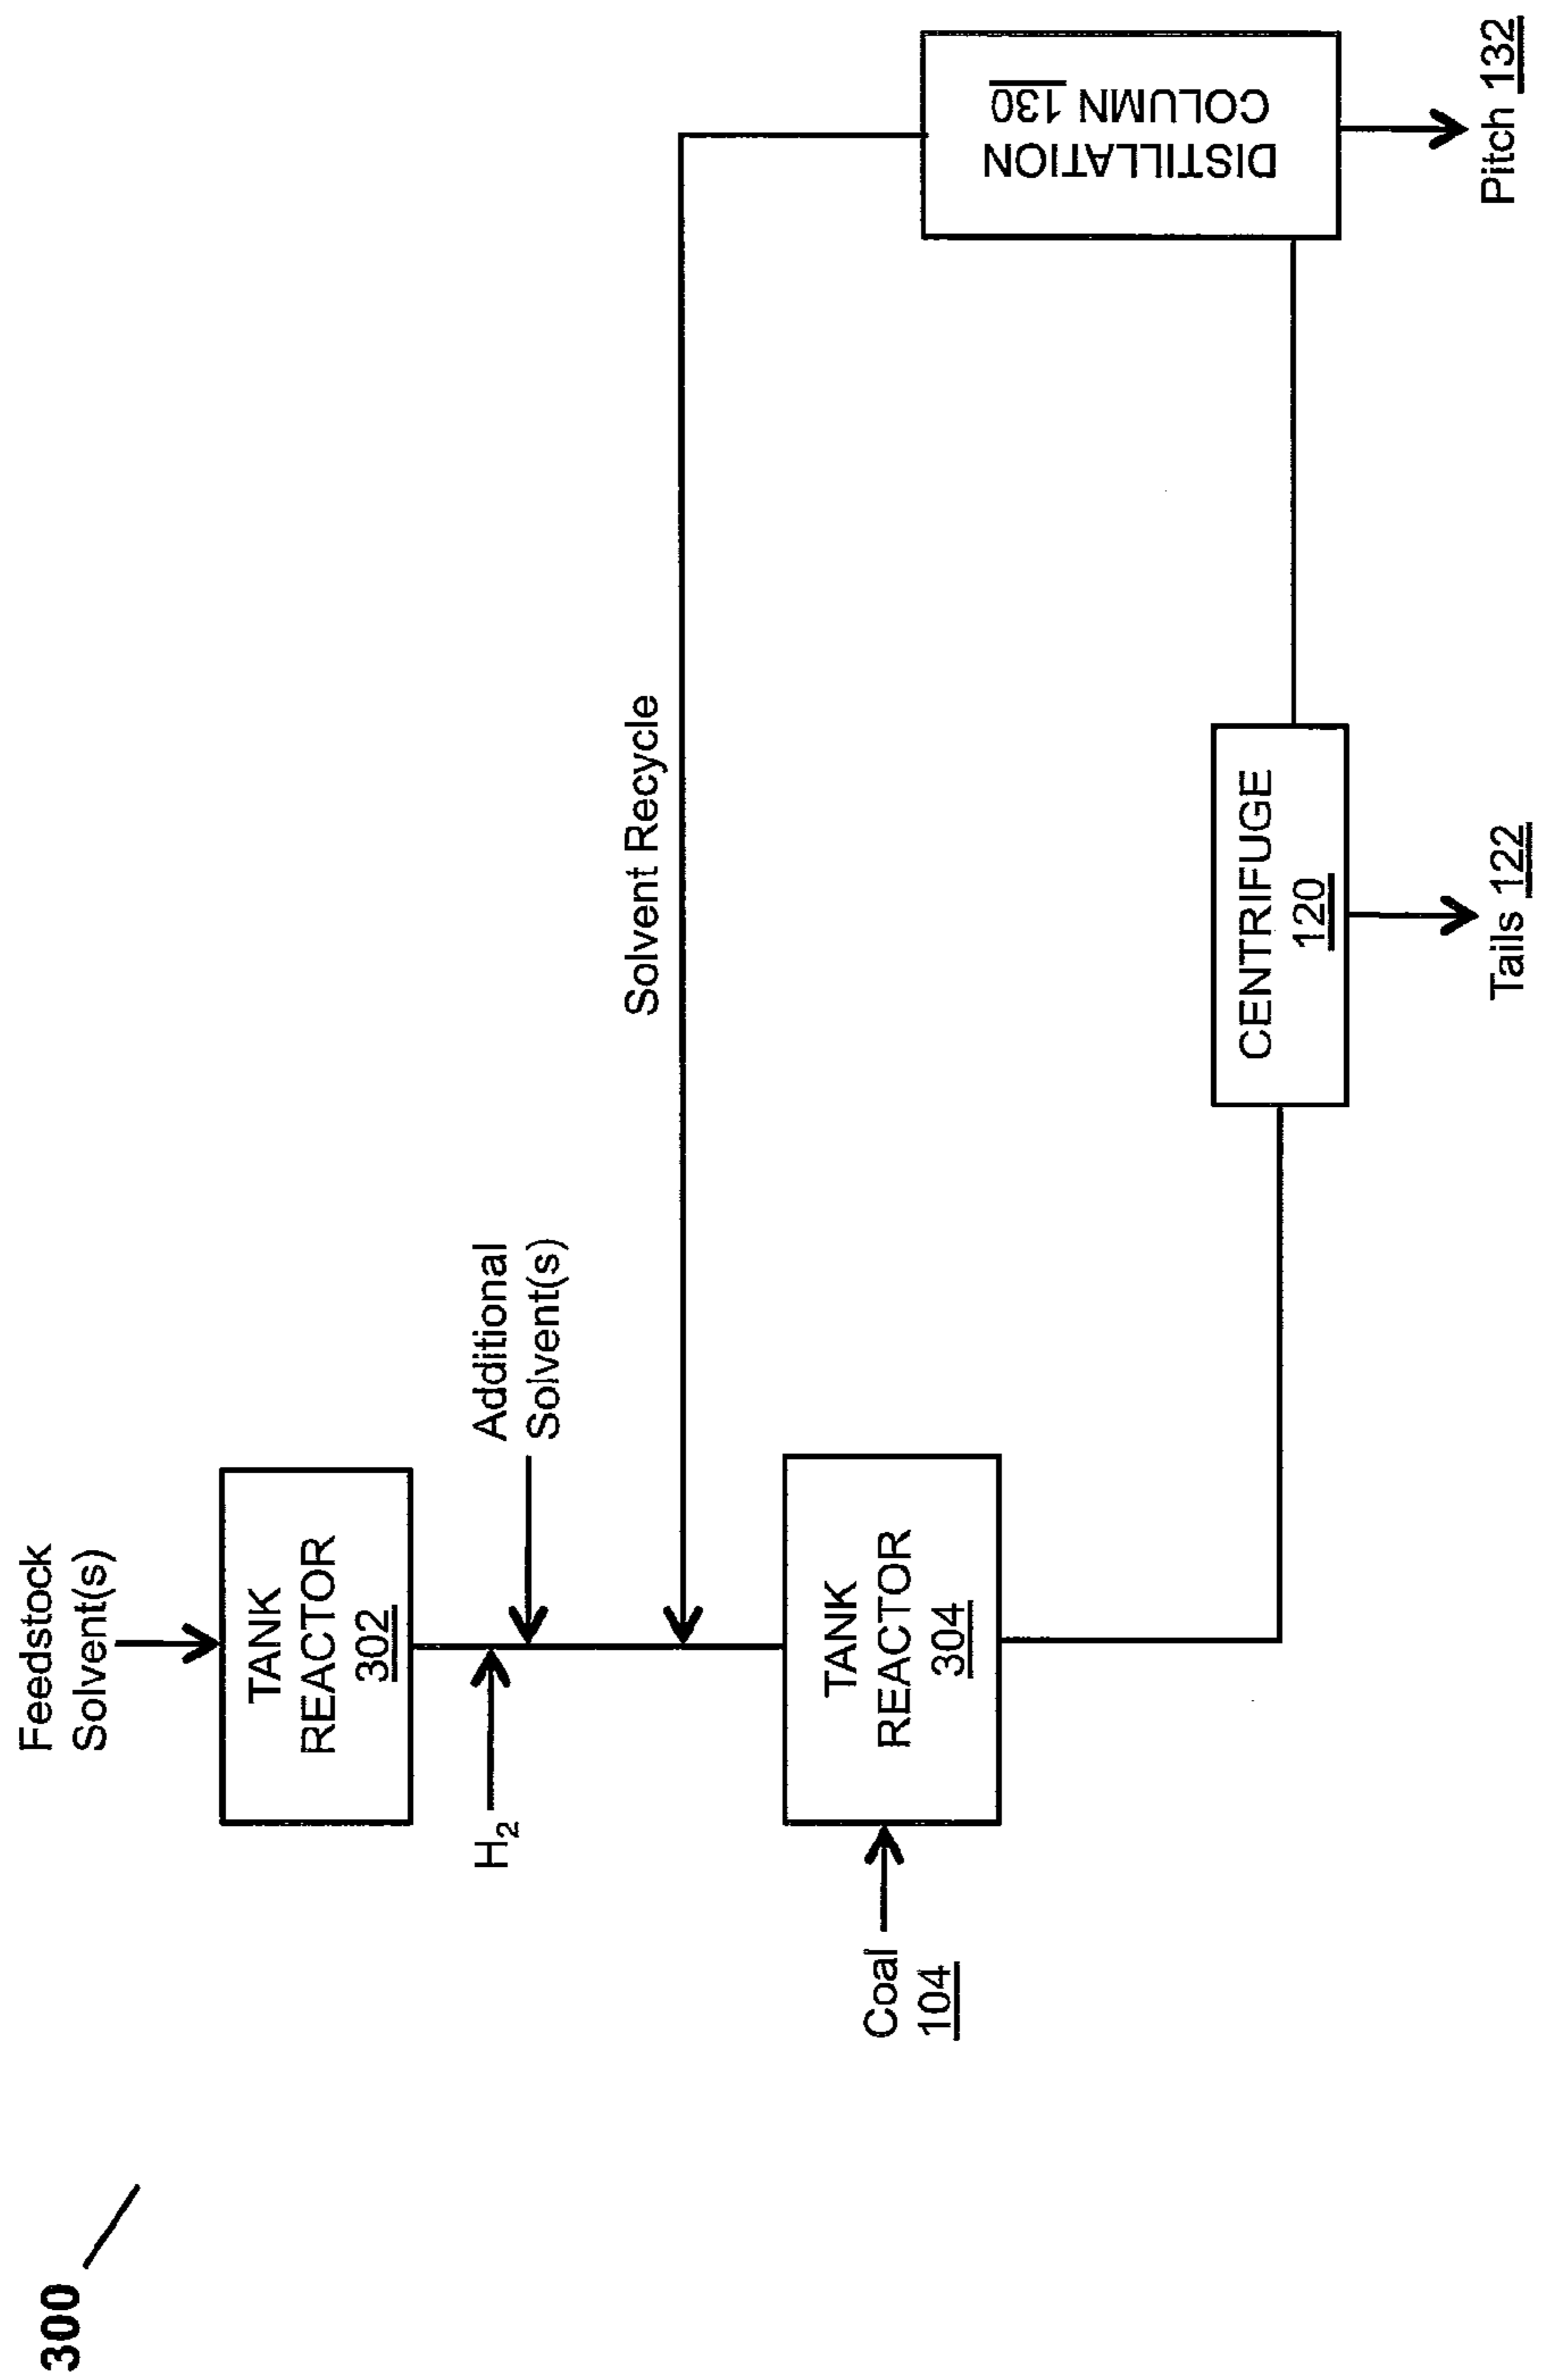 300
Feedstock
Solvent(s)
TANK
REACTOR
302
H₂
Additional
Solvent(s)
Solvent Recycle
Coal
104
TANK
REACTOR
304
CENTRIFUGE
120
Tails 122
DISTILLATION
COLUMN 130
Pitch 132